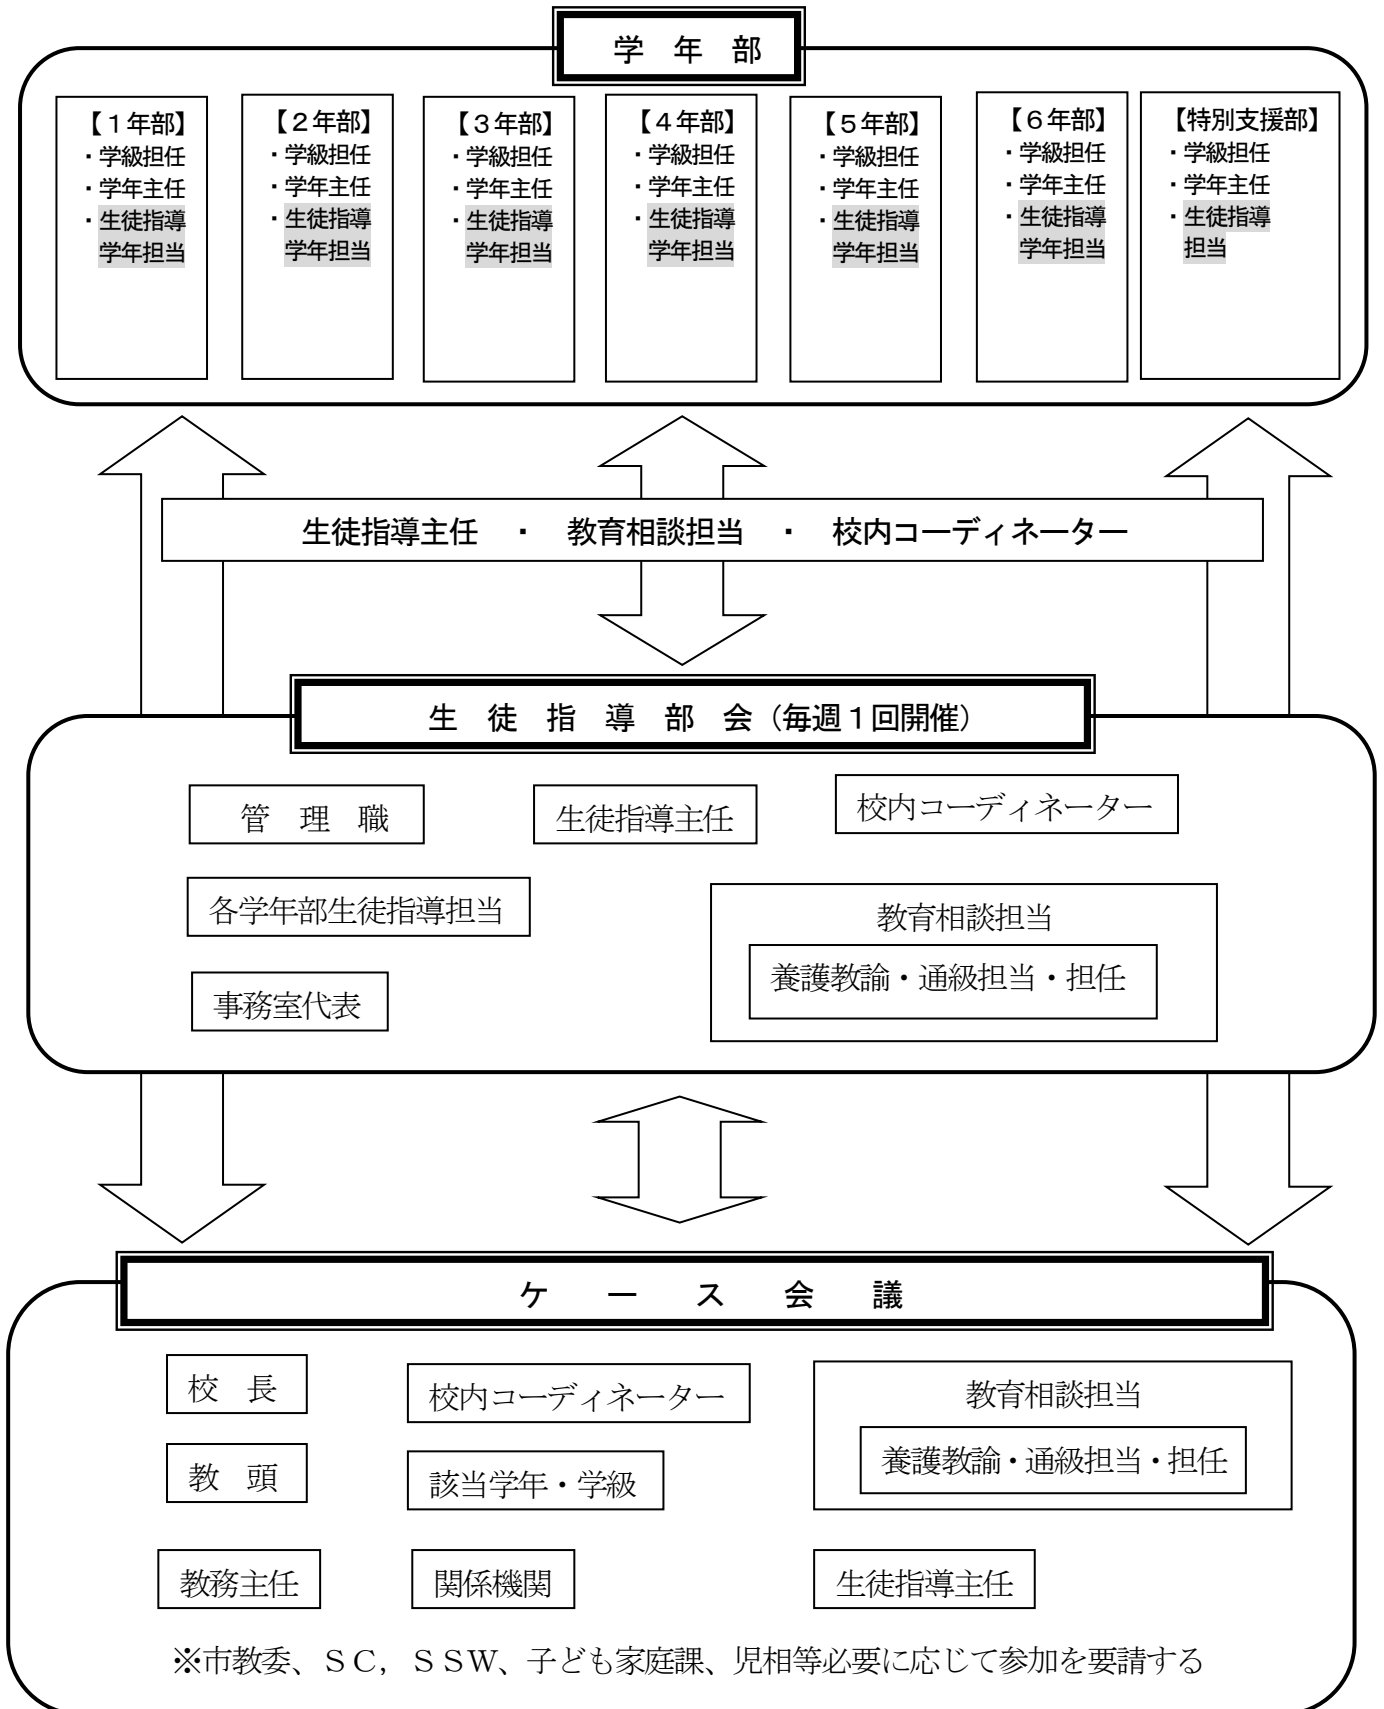 学　年　部
【１年部】
・学級担任
・学年主任
・生徒指導
学年担当
【２年部】
・学級担任
・学年主任
・生徒指導
学年担当
【３年部】
・学級担任
・学年主任
・生徒指導
学年担当
【４年部】
・学級担任
・学年主任
・生徒指導
学年担当
【５年部】
・学級担任
・学年主任
・生徒指導
学年担当
【６年部】
・学級担任
・学年主任
・生徒指導
学年担当
【特別支援部】
・学級担任
・学年主任
・生徒指導
担当
生徒指導主任　・　教育相談担当　・　校内コーディネーター
生　徒　指　導　部　会（毎週１回開催）
管　理　職
生徒指導主任
校内コーディネーター
各学年部生徒指導担当
教育相談担当
養護教諭・通級担当・担任
事務室代表
ケ　ー　ス　会　議
校　長
校内コーディネーター
教育相談担当
養護教諭・通級担当・担任
教　頭
該当学年・学級
教務主任
関係機関
生徒指導主任
※市教委、ＳＣ，ＳＳＷ、子ども家庭課、児相等必要に応じて参加を要請する